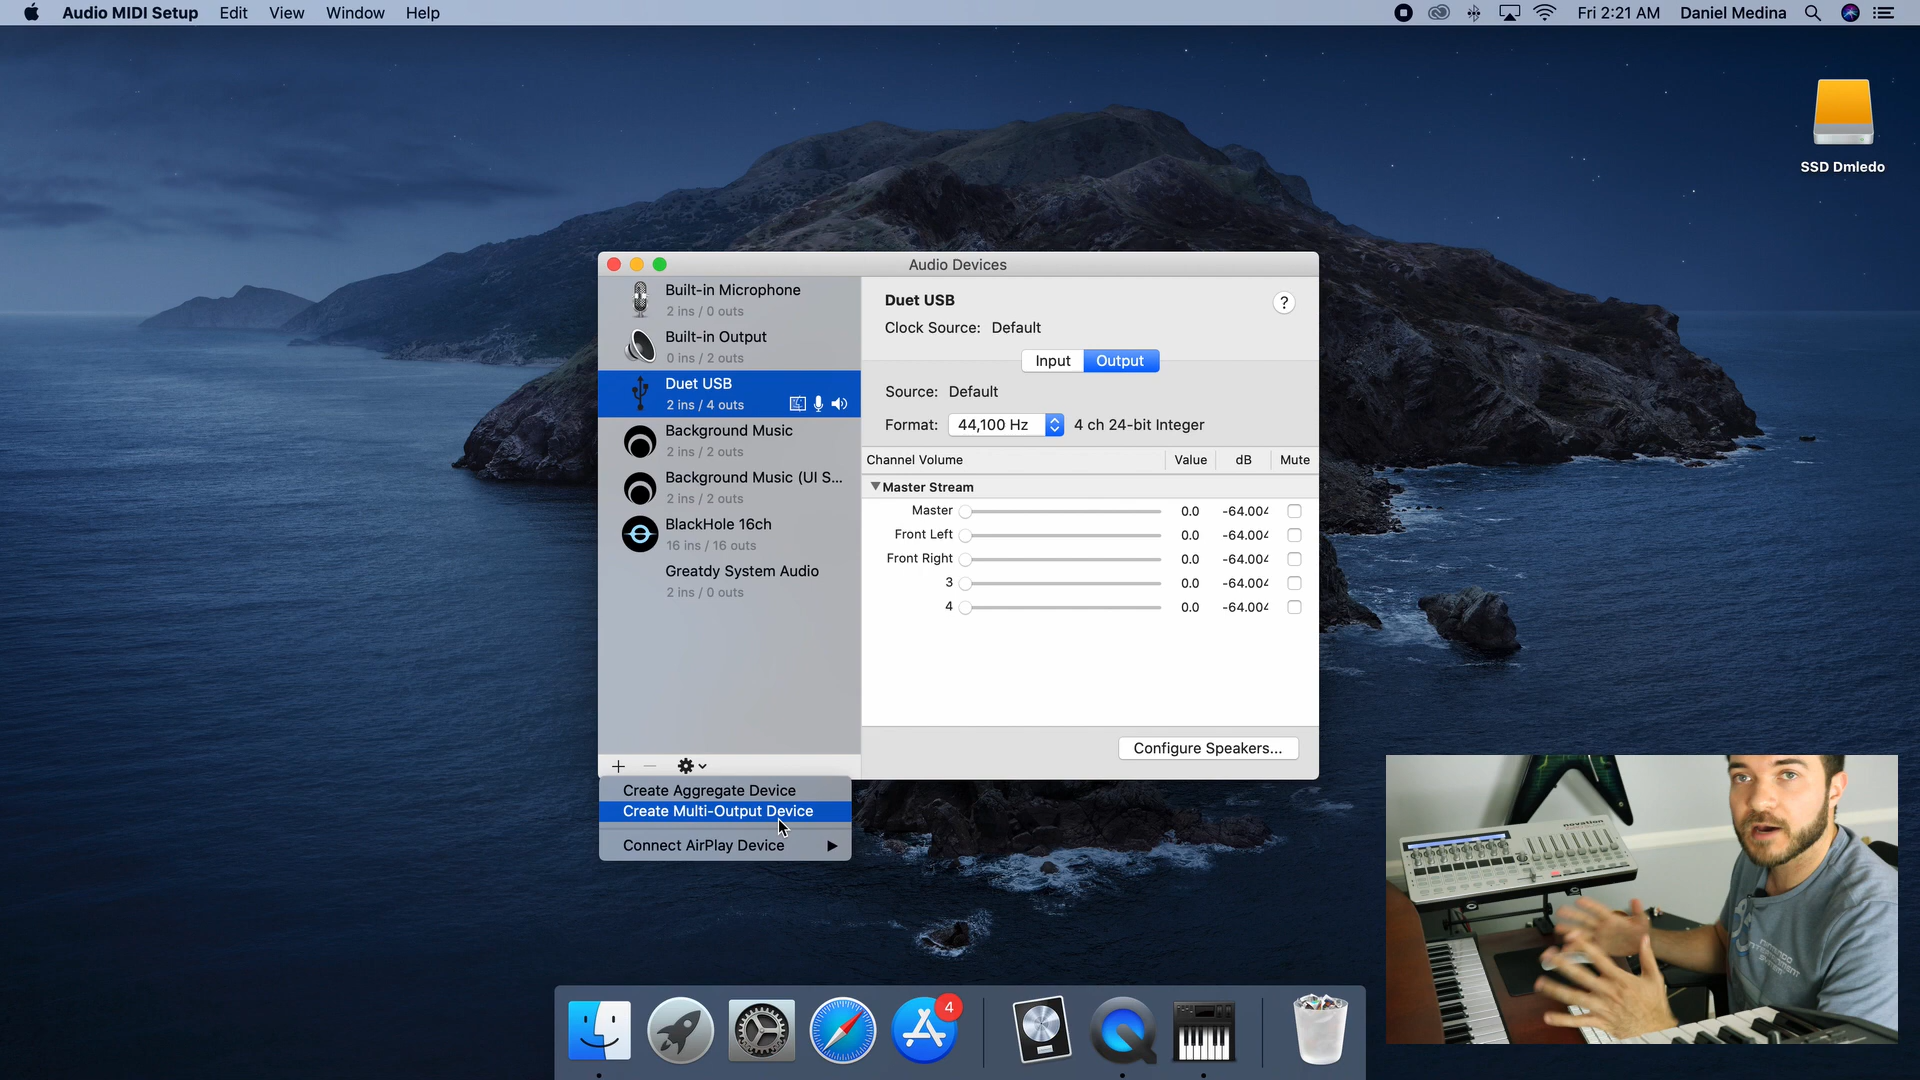 Audio MIDI Setup Edit View Window Help
Fri 2:21 AM Daniel Medina
SSD Dmledo
Audio Devices
Built-in Microphone
2 ins / 0 outs
Built-in Output
0 ins / 2 outs
Duet USB
2 ins / 4 outs
Background Music
2 ins / 2 outs
Background Music (UI S...
2 ins / 2 outs
BlackHole 16ch
16 ins / 16 outs
Greatdy System Audio
2 ins / 0 outs
Duet USB
?
Clock Source: Default
Input Output
Source: Default
Format: 44,100 Hz 4 ch 24-bit Integer
Channel Volume Value dB Mute
Master Stream
Master 0.0 -64.004
Front Left 0.0 -64.004
Front Right 0.0 -64.004
3 0.0 -64.004
4 0.0 -64.004
Configure Speakers...
Create Aggregate Device
Create Multi-Output Device
Connect AirPlay Device
4
novation
NINTENDO
ENTERTAINMENT
SYSTEM